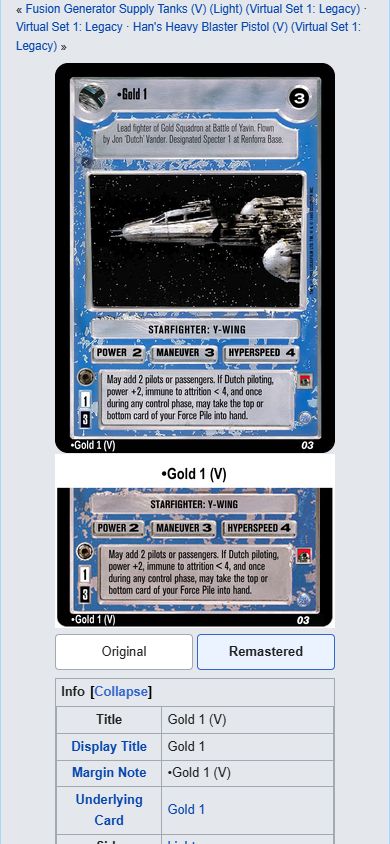 « Fusion Generator Supply Tanks (V) (Light) (Virtual Set 1: Legacy) ·
Virtual Set 1: Legacy · Han's Heavy Blaster Pistol (V) (Virtual Set 1:
Legacy) »
•Gold 1
3
Lead fighter of Gold Squadron at Battle of Yavin. Flown
by Jon 'Dutch' Vander. Designated Specter 1 at Renforra Base.
STARFIGHTER: Y-WING
POWER 2 MANEUVER 3 HYPERSPEED 4
May add 2 pilots or passengers. If Dutch piloting,
power +2, immune to attrition < 4, and once
during any control phase, may take the top or
bottom card of your Force Pile into hand.
1
3
•Gold 1 (V) 03
•Gold 1 (V)
STARFIGHTER: Y-WING
POWER 2 MANEUVER 3 HYPERSPEED 4
May add 2 pilots or passengers. If Dutch piloting,
power +2, immune to attrition < 4, and once
during any control phase, may take the top or
bottom card of your Force Pile into hand.
1
3
•Gold 1 (V) 03
Original Remastered
Info [Collapse]
Title Gold 1 (V)
Display Title Gold 1
Margin Note •Gold 1 (V)
Underlying
Card Gold 1